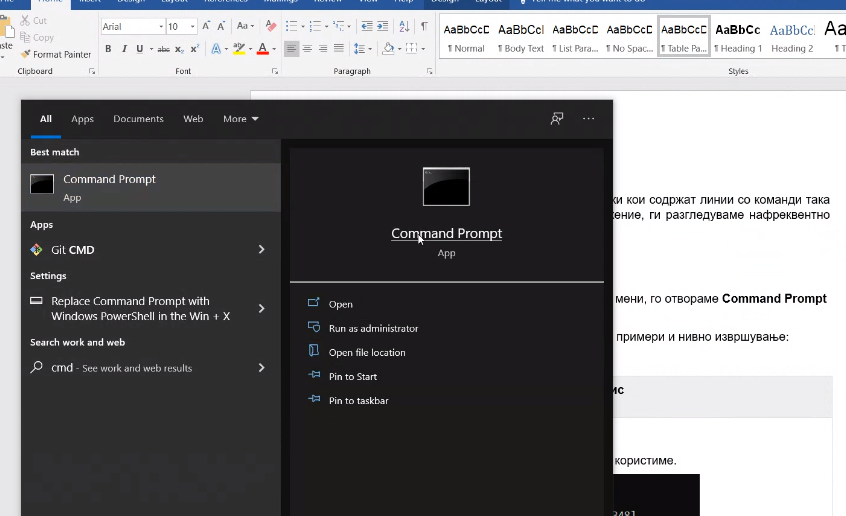 Home
Cut
Copy
Format Painter
Clipboard
Arial
10
Aa
B I U abc X₂ X²
Font
Paragraph
AaBbCcD AaBbCcI AaBbCcD AaBbCcD AaBbCcD AaBbCc AaBbCc
¶ Normal ¶ Body Text ¶ List Para... ¶ No Spac... ¶ Table Pa... ¶ Heading 1 Heading 2
Styles
All Apps Documents Web More
Best match
Command Prompt
App
Apps
Git CMD
Settings
Replace Command Prompt with
Windows PowerShell in the Win + X
Search work and web
cmd - See work and web results
Command Prompt
App
Open
Run as administrator
Open file location
Pin to Start
Pin to taskbar
кои содржат линии со команди така
ги разгледуваме нафреквентно
мени, го отвораме Command Prompt
примери и нивно извршување:
користиме.